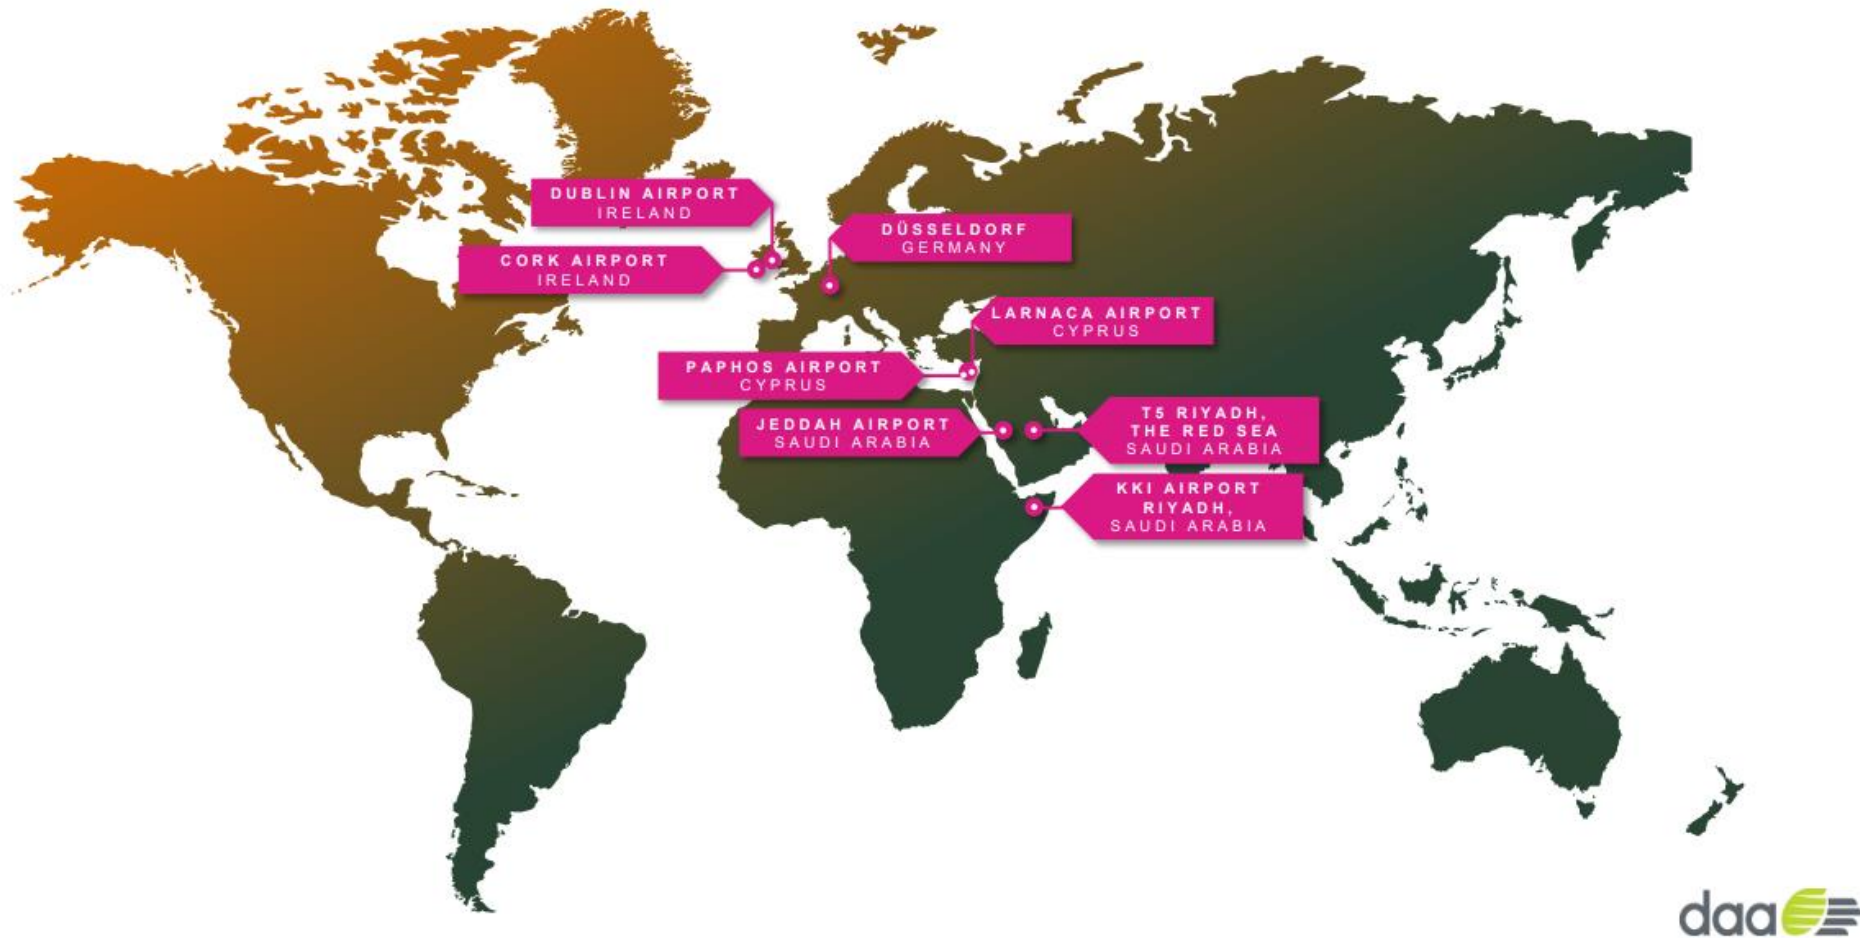 DUBLIN AIRPORT
IRELAND
DÜSSELDORF
GERMANY
CORK AIRPORT
IRELAND
LARNACA AIRPORT
CYPRUS
PAPHOS AIRPORT
CYPRUS
JEDDAH AIRPORT
SAUDI ARABIA
T5 RIYADH,
THE RED SEA
SAUDI ARABIA
KKI AIRPORT
RIYADH,
SAUDI ARABIA
daa